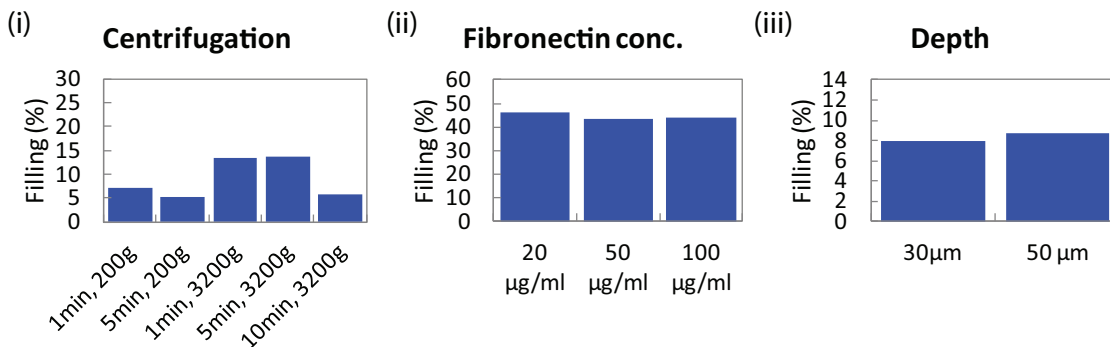 (i)
Centrifugation
Filling (%)
30
25
20
15
10
5
0
1min, 200g
5min, 200g
1min, 3200g
5min, 3200g
10min, 3200g
(ii)
Fibronectin conc.
Filling (%)
60
50
40
30
20
10
0
20
µg/ml
50
µg/ml
100
µg/ml
(iii)
Depth
Filling (%)
14
12
10
8
6
4
2
0
30µm
50 µm